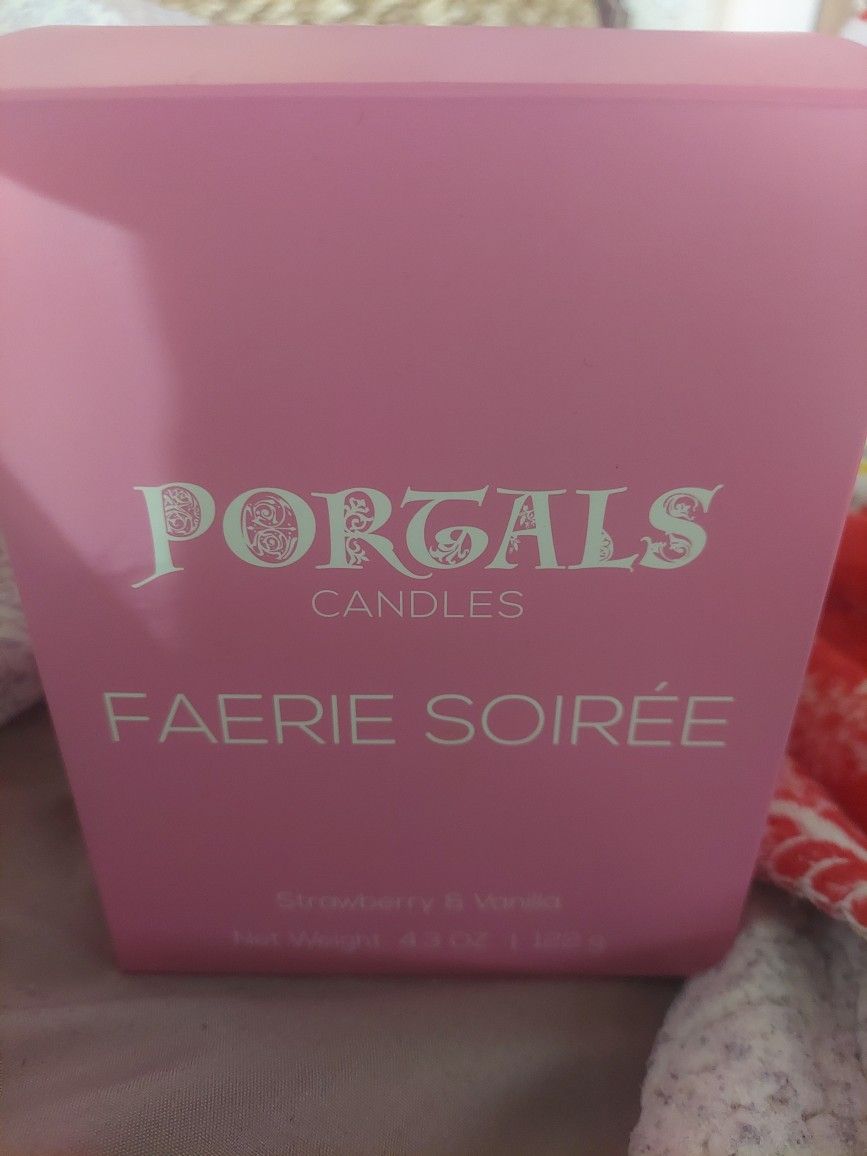 PORTALS
CANDLES
FAERIE SOIRÉE
Strawberry & Vanilla
Net Weight 4.3 OZ | 122 g